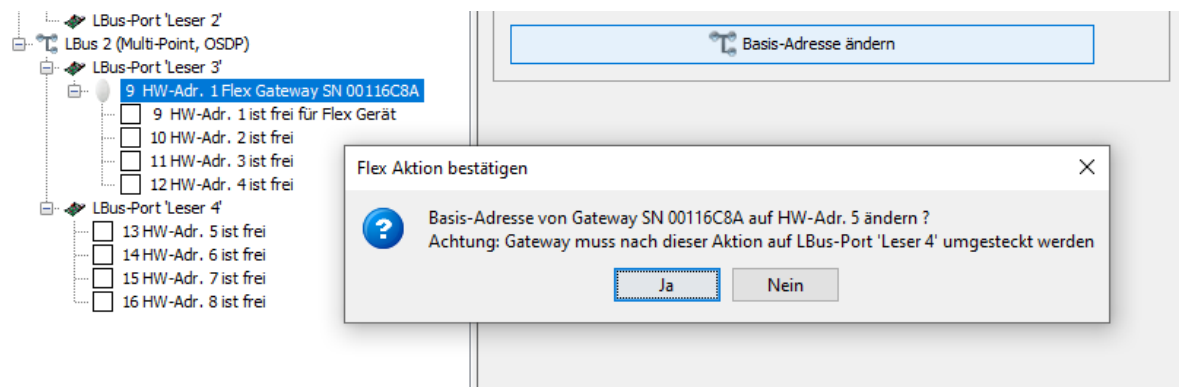 LBus-Port 'Leser 2'
LBus 2 (Multi-Point, OSDP)
LBus-Port 'Leser 3'
9 HW-Adr. 1 Flex Gateway SN 00116C8A
9 HW-Adr. 1 ist frei für Flex Gerät
10 HW-Adr. 2 ist frei
11 HW-Adr. 3 ist frei
12 HW-Adr. 4 ist frei
LBus-Port 'Leser 4'
13 HW-Adr. 5 ist frei
14 HW-Adr. 6 ist frei
15 HW-Adr. 7 ist frei
16 HW-Adr. 8 ist frei
Basis-Adresse ändern
Flex Aktion bestätigen
Basis-Adresse von Gateway SN 00116C8A auf HW-Adr. 5 ändern ?
Achtung: Gateway muss nach dieser Aktion auf LBus-Port 'Leser 4' umgesteckt werden
Ja
Nein